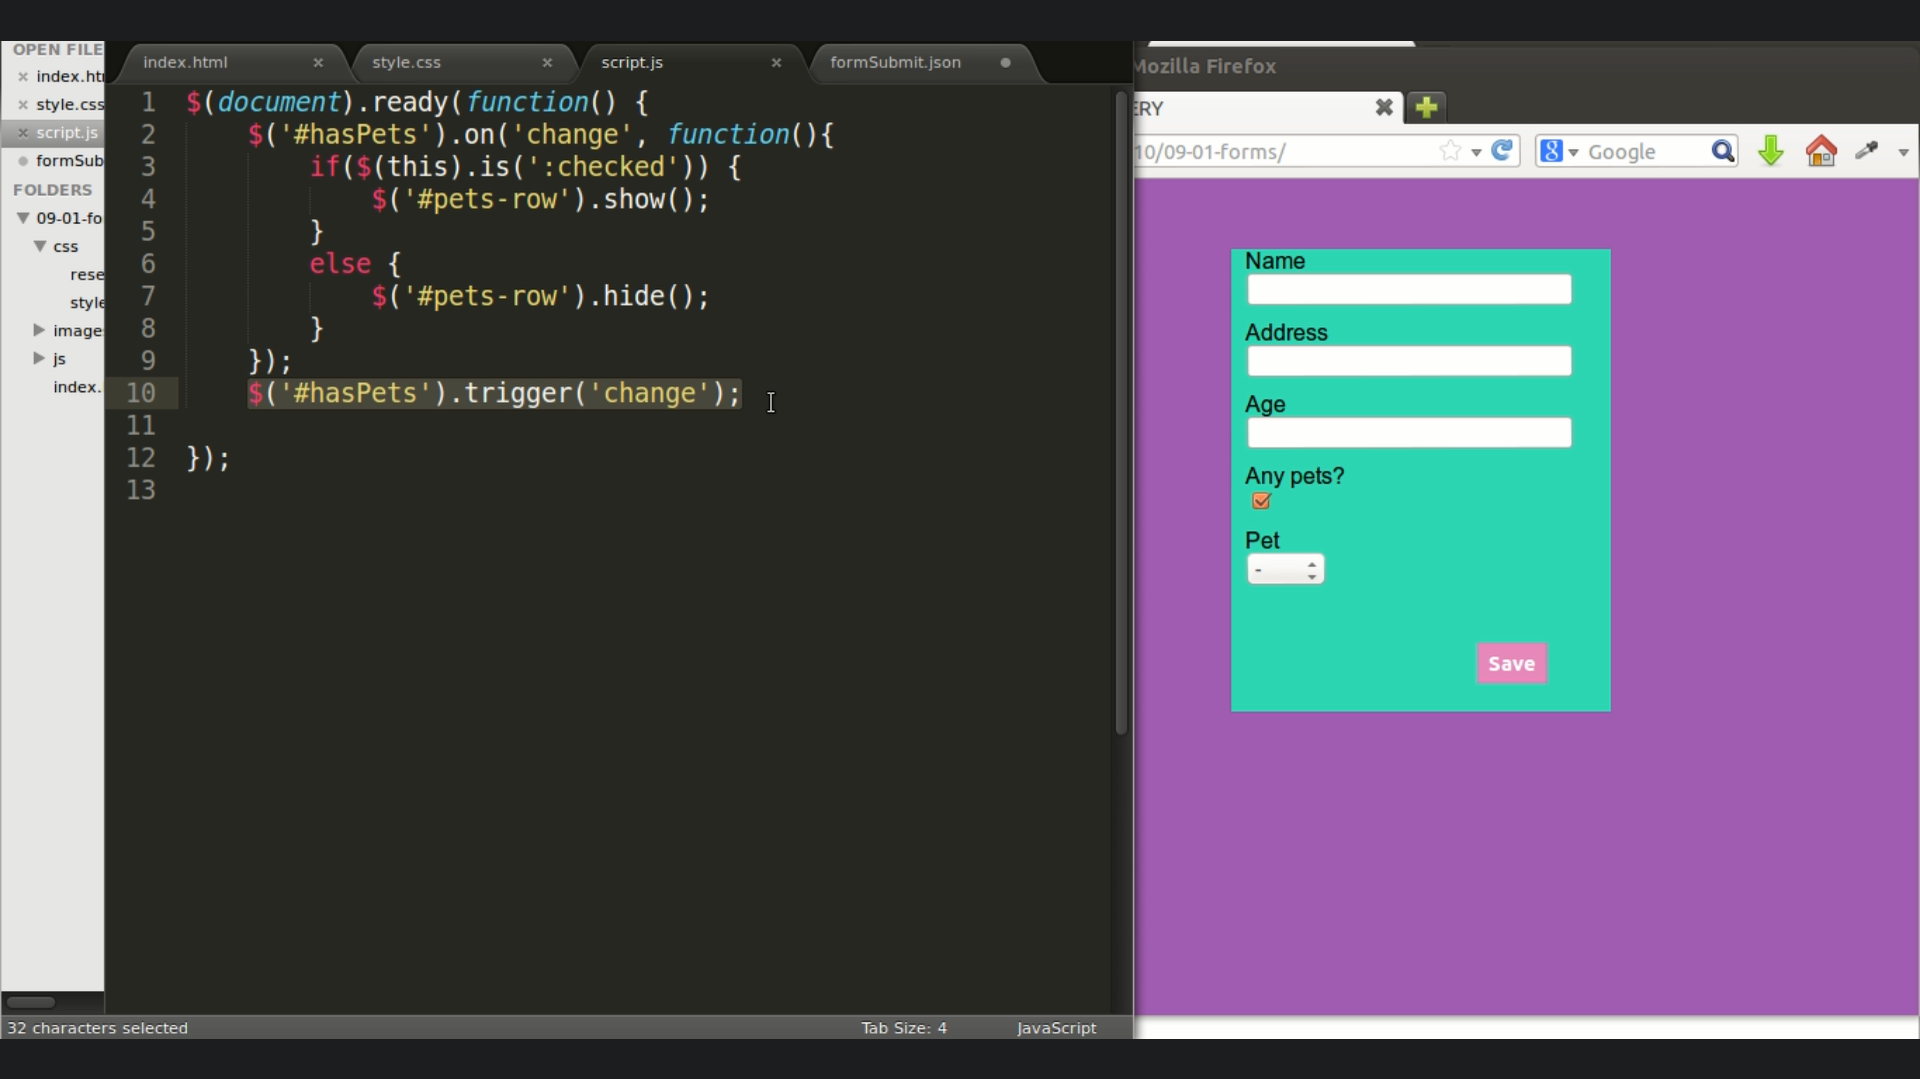 OPEN FILE
index.ht
style.css
script.js
formSub
FOLDERS
09-01-fo
css
rese
style
image
js
index.
index.html
style.css
script.js
formSubmit.json
1 $(document).ready(function() {
2 $('#hasPets').on('change', function(){
3 if($(this).is(':checked')) {
4 $('#pets-row').show();
5 }
6 else {
7 $('#pets-row').hide();
8 }
9 });
10 $('#hasPets').trigger('change');
11
12 });
13
32 characters selected
Tab Size: 4
JavaScript
Mozilla Firefox
ERY
10/09-01-forms/
8
Google
Name
Address
Age
Any pets?
Pet
-
Save